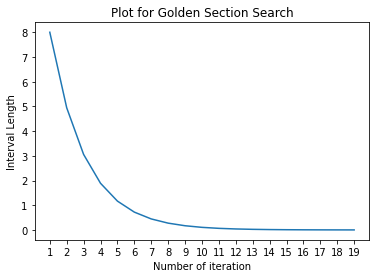 Plot for Golden Section Search
Interval Length
8
7
6
5
4
3
2
1
0
1 2 3 4 5 6 7 8 9 10 11 12 13 14 15 16 17 18 19
Number of iteration